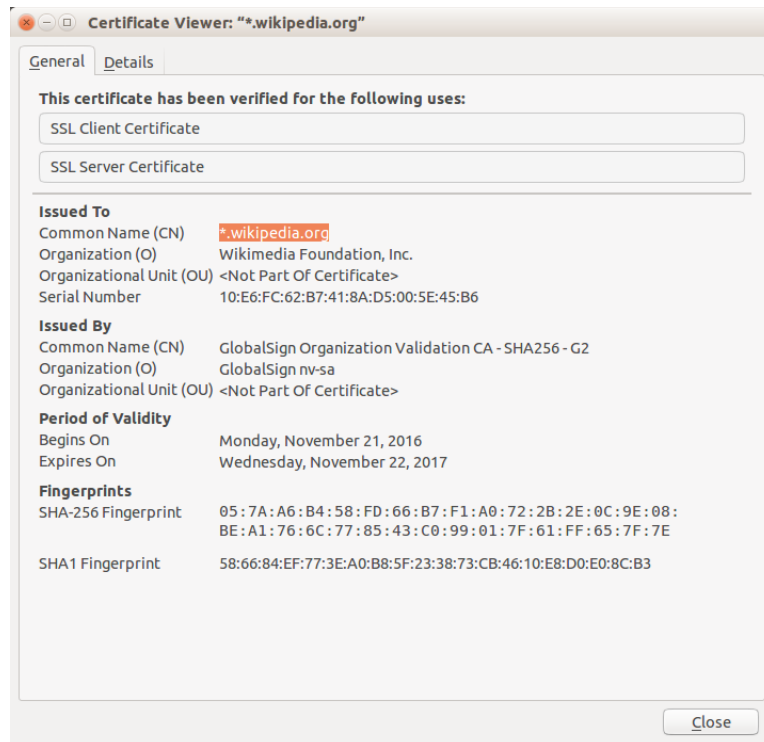 Certificate Viewer: “*.wikipedia.org”
General Details
This certificate has been verified for the following uses:
SSL Client Certificate
SSL Server Certificate
Issued To
Common Name (CN) *.wikipedia.org
Organization (O) Wikimedia Foundation, Inc.
Organizational Unit (OU) <Not Part Of Certificate>
Serial Number 10:E6:FC:62:B7:41:8A:D5:00:5E:45:B6
Issued By
Common Name (CN) GlobalSign Organization Validation CA - SHA256 - G2
Organization (O) GlobalSign nv-sa
Organizational Unit (OU) <Not Part Of Certificate>
Period of Validity
Begins On Monday, November 21, 2016
Expires On Wednesday, November 22, 2017
Fingerprints
SHA-256 Fingerprint 05:7A:A6:B4:58:FD:66:B7:F1:A0:72:2B:2E:0C:9E:08:
BE:A1:76:6C:77:85:43:C0:99:01:7F:61:FF:65:7F:7E
SHA1 Fingerprint 58:66:84:EF:77:3E:A0:B8:5F:23:38:73:CB:46:10:E8:D0:E0:8C:B3
Close